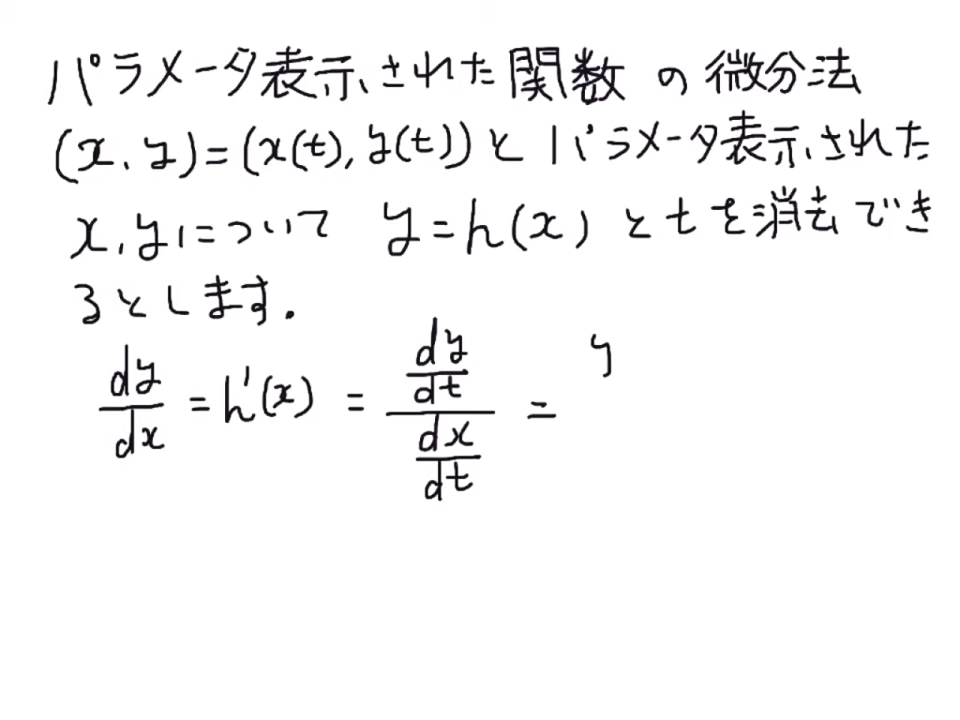 パラメータ表示された関数の微分法
(x, y) = (x(t), y(t)) とパラメータ表示された
x, y について y = h(x) と t を消去でき
るとします.
dy/dx = h'(x) = (dy/dt)/(dx/dt) = y